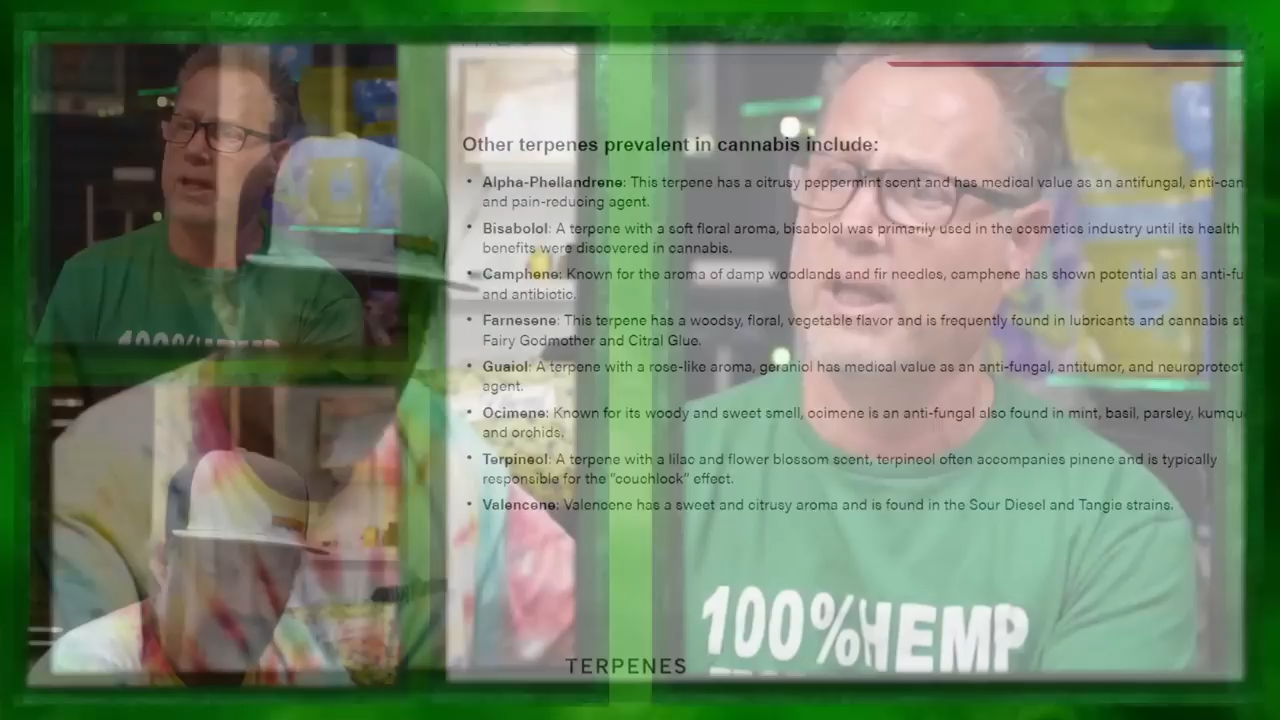 Other terpenes prevalent in cannabis include:
• Alpha-Phellandrene: This terpene has a citrusy peppermint scent and has medical value as an antifungal, anti-can
and pain-reducing agent.
• Bisabolol: A terpene with a soft floral aroma, bisabolol was primarily used in the cosmetics industry until its health
benefits were discovered in cannabis.
• Camphene: Known for the aroma of damp woodlands and fir needles, camphene has shown potential as an anti-fu
and antibiotic.
• Farnesene: This terpene has a woodsy, floral, vegetable flavor and is frequently found in lubricants and cannabis st
Fairy Godmother and Citral Glue.
• Guaiol: A terpene with a rose-like aroma, geraniol has medical value as an anti-fungal, antitumor, and neuroprotect
agent.
• Ocimene: Known for its woody and sweet smell, ocimene is an anti-fungal also found in mint, basil, parsley, kumqu
and orchids.
• Terpineol: A terpene with a lilac and flower blossom scent, terpineol often accompanies pinene and is typically
responsible for the "couchlock" effect.
• Valencene: Valencene has a sweet and citrusy aroma and is found in the Sour Diesel and Tangie strains.
100%HEMP
100%HEMP
TERPENES